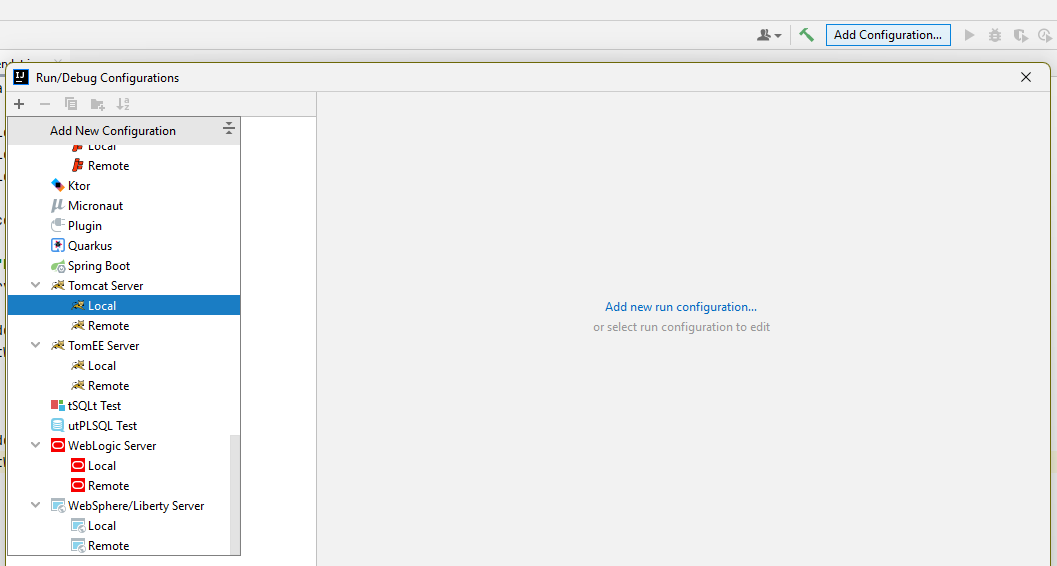 Add Configuration...
Run/Debug Configurations
Add New Configuration
Local
Remote
Ktor
Micronaut
Plugin
Quarkus
Spring Boot
Tomcat Server
Local
Remote
TomEE Server
Local
Remote
tSQLt Test
utPLSQL Test
WebLogic Server
Local
Remote
WebSphere/Liberty Server
Local
Remote
Add new run configuration...
or select run configuration to edit